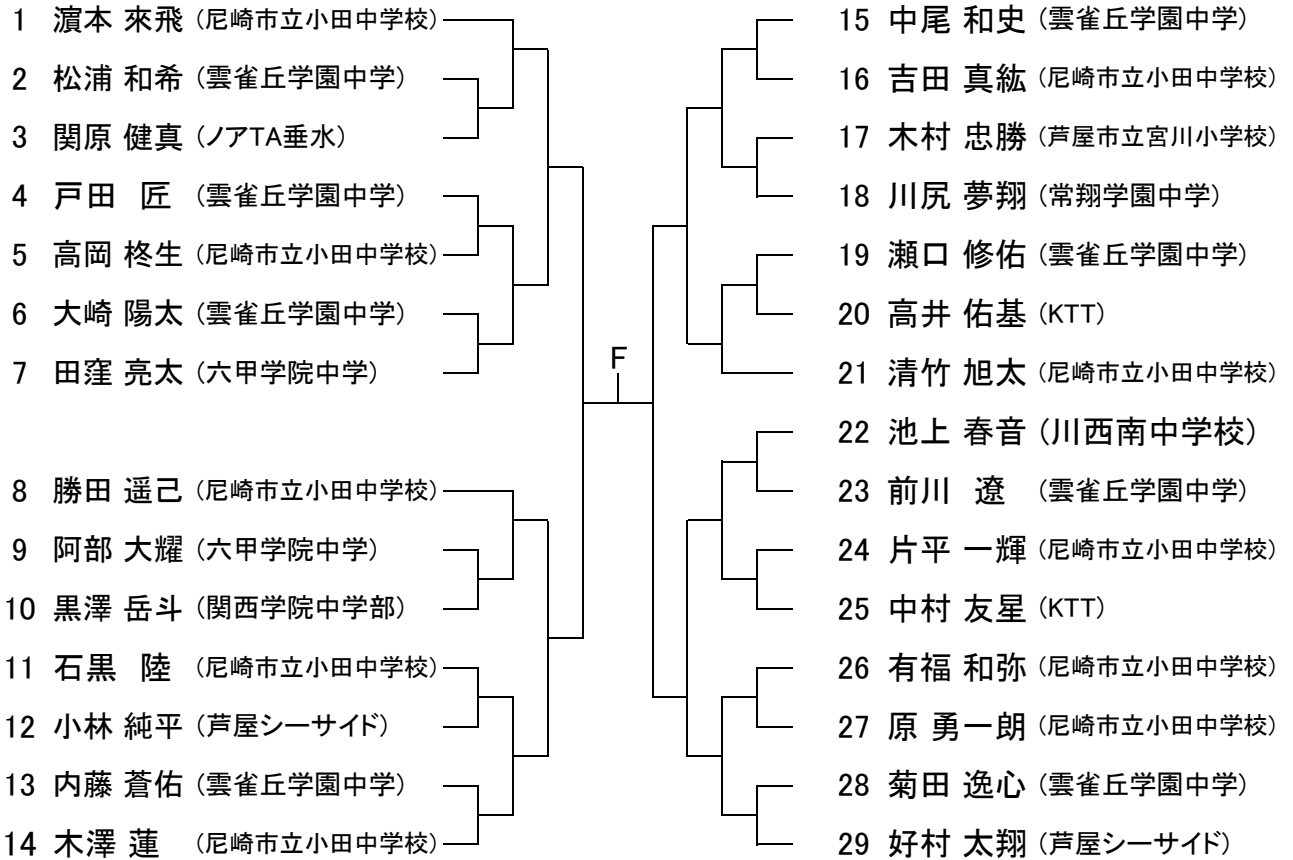 1 濵本 來飛 (尼崎市立小田中学校)
2 松浦 和希 (雲雀丘学園中学)
3 関原 健真 (ノアTA垂水)
4 戸田 匠 (雲雀丘学園中学)
5 高岡 柊生 (尼崎市立小田中学校)
6 大崎 陽太 (雲雀丘学園中学)
7 田窪 亮太 (六甲学院中学)
8 勝田 遥己 (尼崎市立小田中学校)
9 阿部 大耀 (六甲学院中学)
10 黒澤 岳斗 (関西学院中学部)
11 石黒 陸 (尼崎市立小田中学校)
12 小林 純平 (芦屋シーサイド)
13 内藤 蒼佑 (雲雀丘学園中学)
14 木澤 蓮 (尼崎市立小田中学校)
F
15 中尾 和史 (雲雀丘学園中学)
16 吉田 真紘 (尼崎市立小田中学校)
17 木村 忠勝 (芦屋市立宮川小学校)
18 川尻 夢翔 (常翔学園中学)
19 瀬口 修佑 (雲雀丘学園中学)
20 高井 佑基 (KTT)
21 清竹 旭太 (尼崎市立小田中学校)
22 池上 春音 (川西南中学校)
23 前川 遼 (雲雀丘学園中学)
24 片平 一輝 (尼崎市立小田中学校)
25 中村 友星 (KTT)
26 有福 和弥 (尼崎市立小田中学校)
27 原 勇一朗 (尼崎市立小田中学校)
28 菊田 逸心 (雲雀丘学園中学)
29 好村 太翔 (芦屋シーサイド)